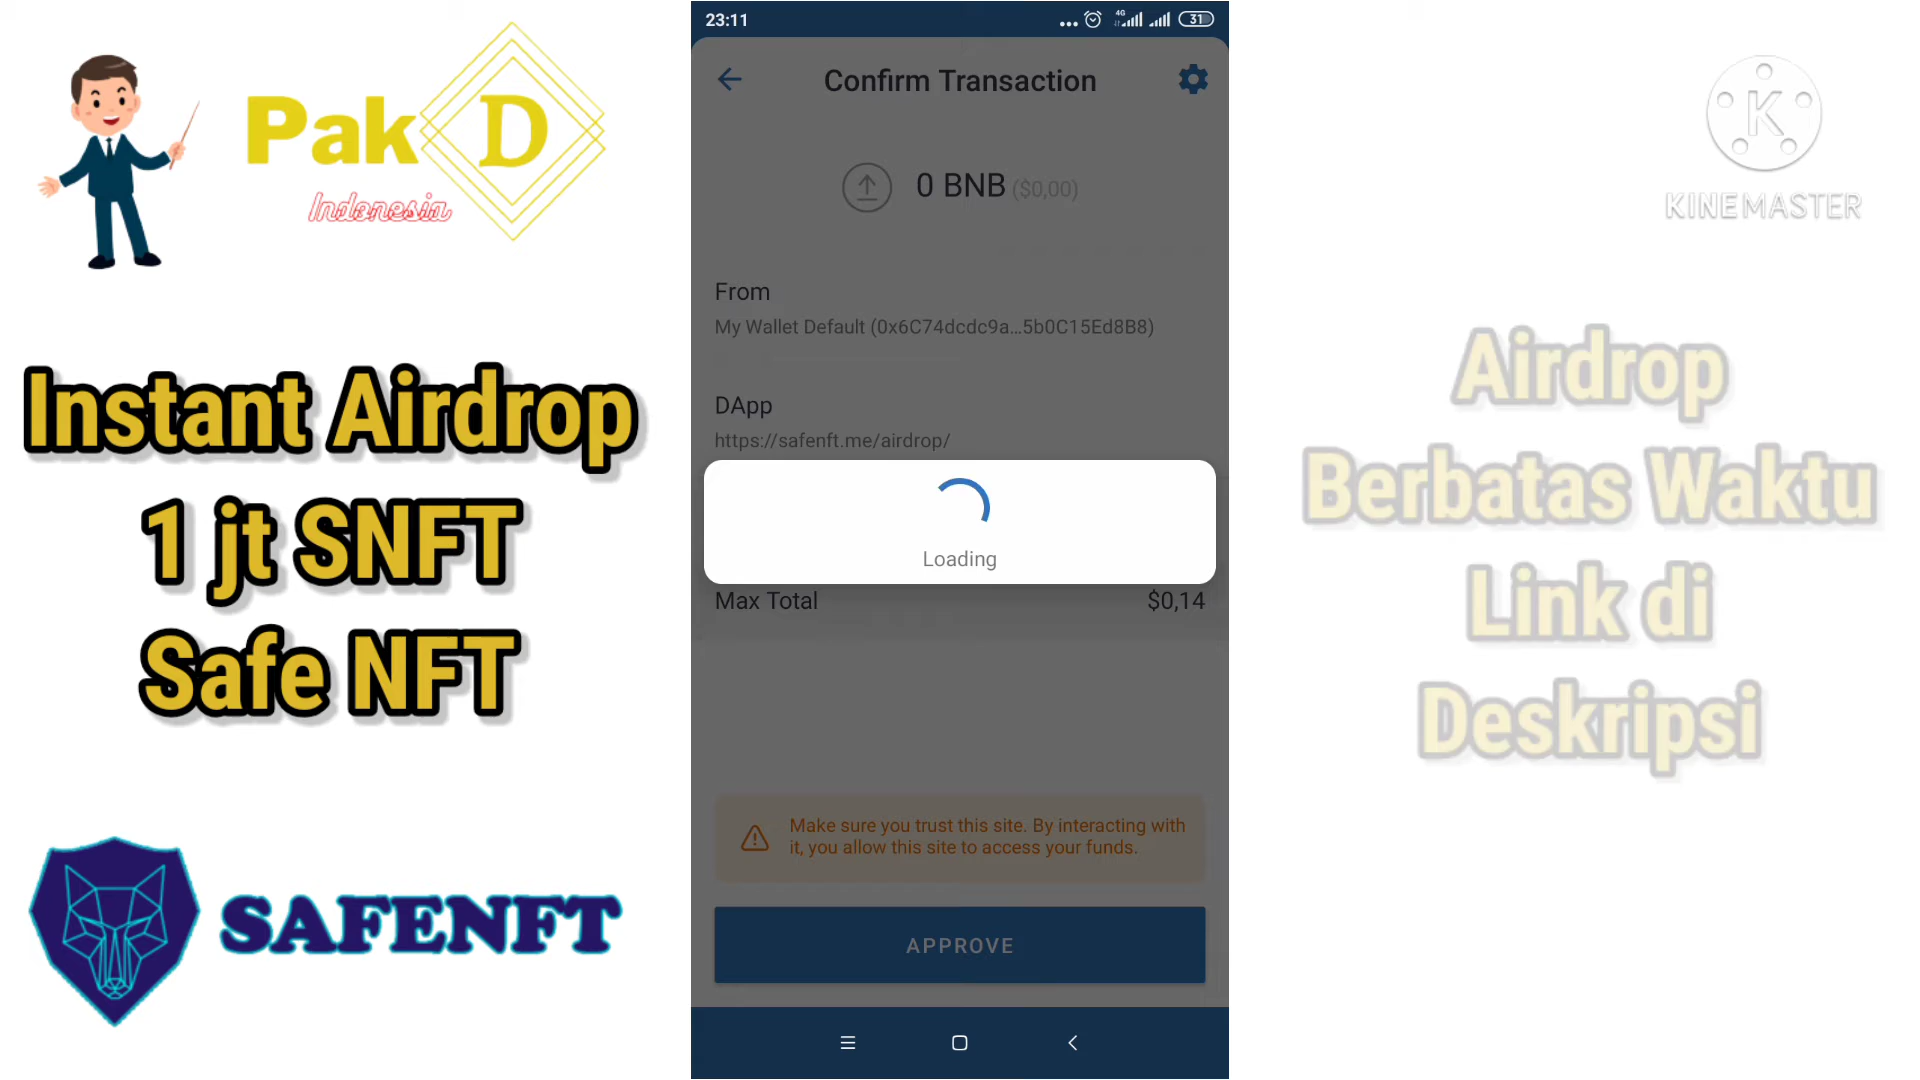 Pak D
Indonesia
Instant Airdrop
1 jt SNFT
Safe NFT
SAFENFT
23:11
4G
31
Confirm Transaction
0 BNB ($0,00)
From
My Wallet Default (0x6C74dcdc9a...5b0C15Ed8B8)
DApp
https://safenft.me/airdrop/
Loading
Max Total $0,14
Make sure you trust this site. By interacting with
it, you allow this site to access your funds.
APPROVE
K
KINEMASTER
Airdrop
Berbatas Waktu
Link di
Deskripsi